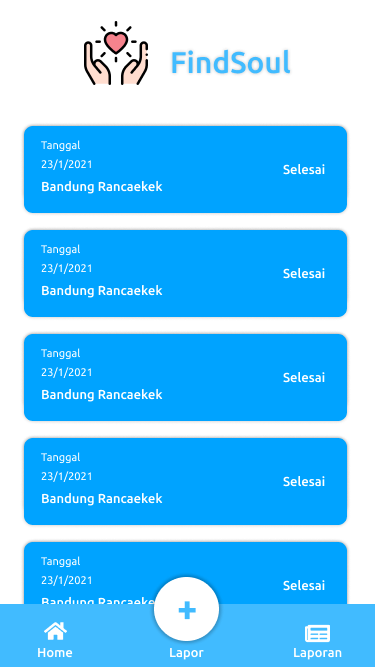 FindSoul
Tanggal
23/1/2021
Bandung Rancaekek
Selesai
Tanggal
23/1/2021
Bandung Rancaekek
Selesai
Tanggal
23/1/2021
Bandung Rancaekek
Selesai
Tanggal
23/1/2021
Bandung Rancaekek
Selesai
Tanggal
23/1/2021
Bandung Rancaekek
Selesai
Home
Lapor
Laporan